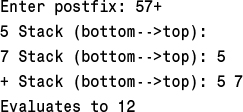 Enter postfix: 57+
5 Stack (bottom-->top):
7 Stack (bottom-->top): 5
+ Stack (bottom-->top): 5 7
Evaluates to 12